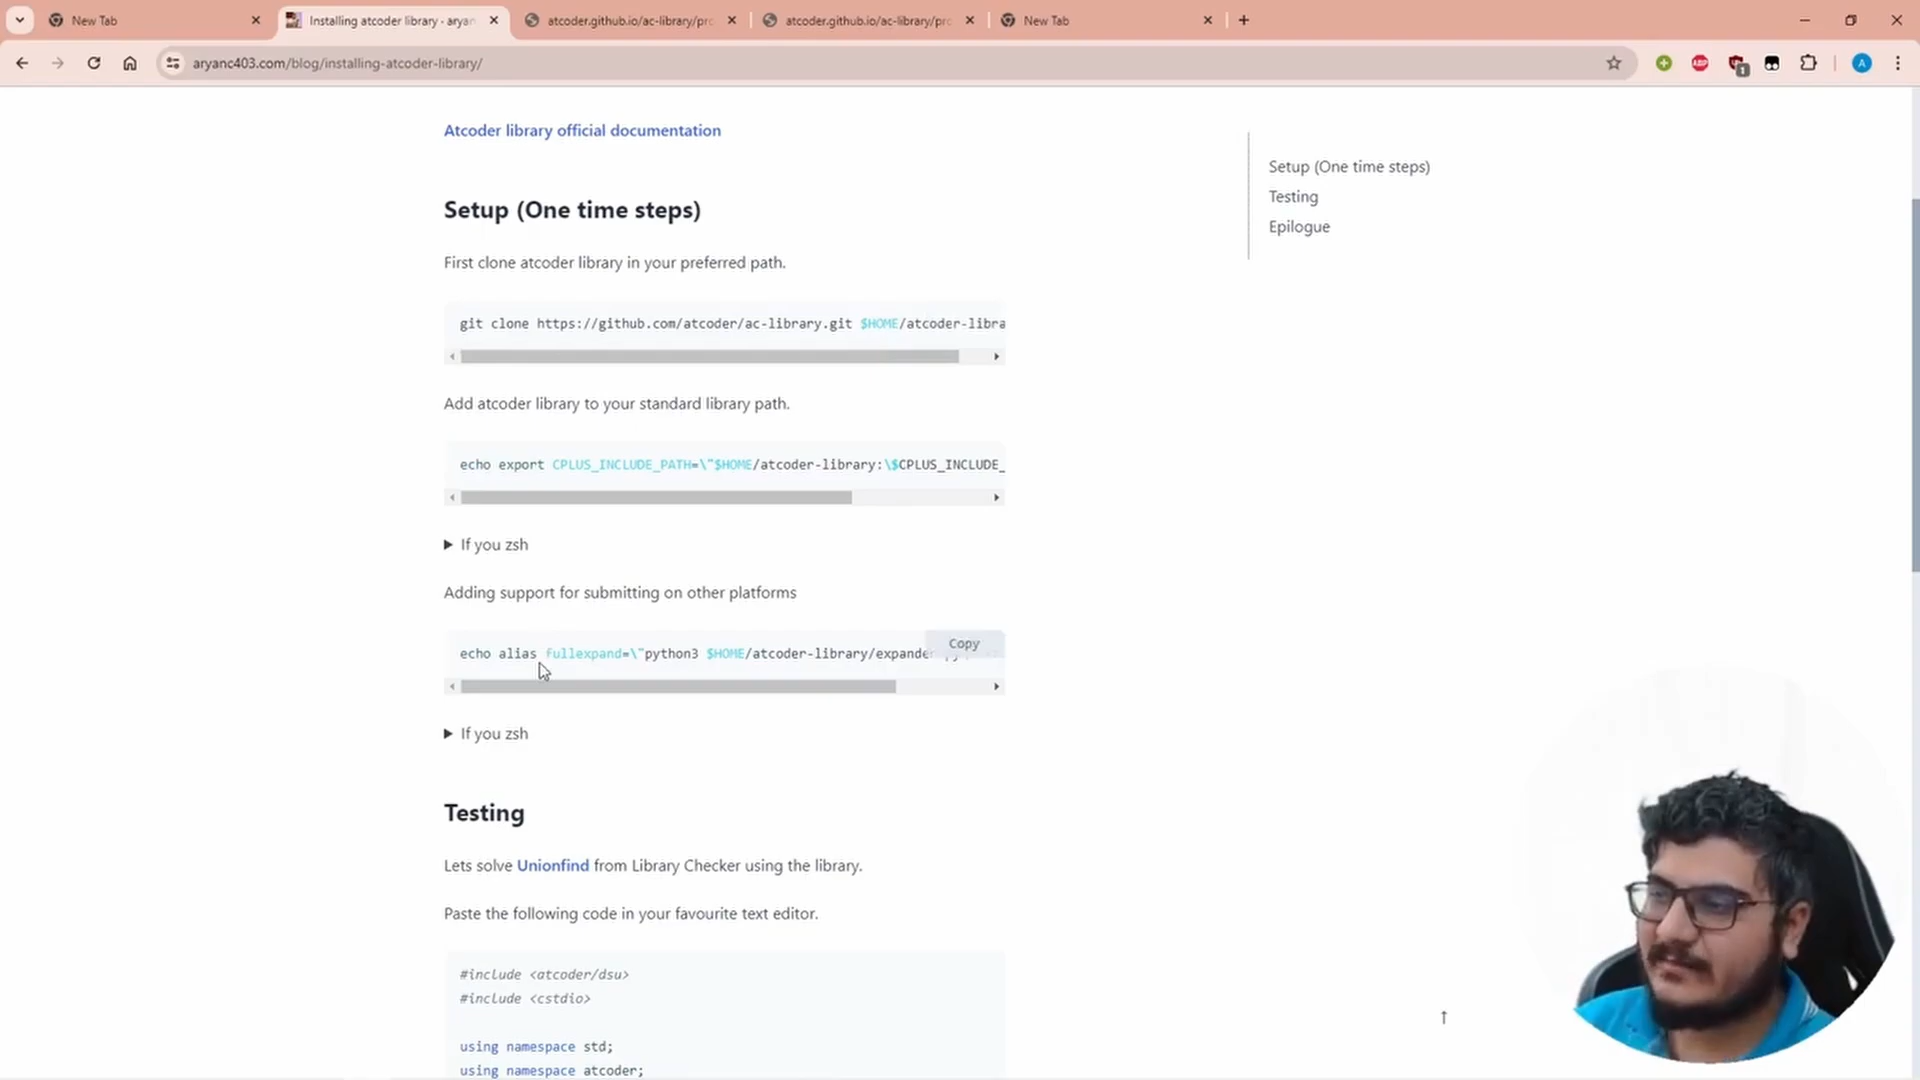 New Tab
Installing atcoder library - aryan
atcoder.github.io/ac-library/pro
atcoder.github.io/ac-library/pro
New Tab
aryanc403.com/blog/installing-atcoder-library/
ABP
1
A
Atcoder library official documentation
Setup (One time steps)
Testing
Epilogue
Setup (One time steps)
First clone atcoder library in your preferred path.
git clone https://github.com/atcoder/ac-library.git $HOME/atcoder-libra
Add atcoder library to your standard library path.
echo export CPLUS_INCLUDE_PATH=\"$HOME/atcoder-library:\$CPLUS_INCLUDE_
▶ If you zsh
Adding support for submitting on other platforms
Copy
echo alias fullexpand=\"python3 $HOME/atcoder-library/expander
▶ If you zsh
Testing
Lets solve Unionfind from Library Checker using the library.
Paste the following code in your favourite text editor.
#include <atcoder/dsu>
#include <cstdio>
using namespace std;
using namespace atcoder;
↑